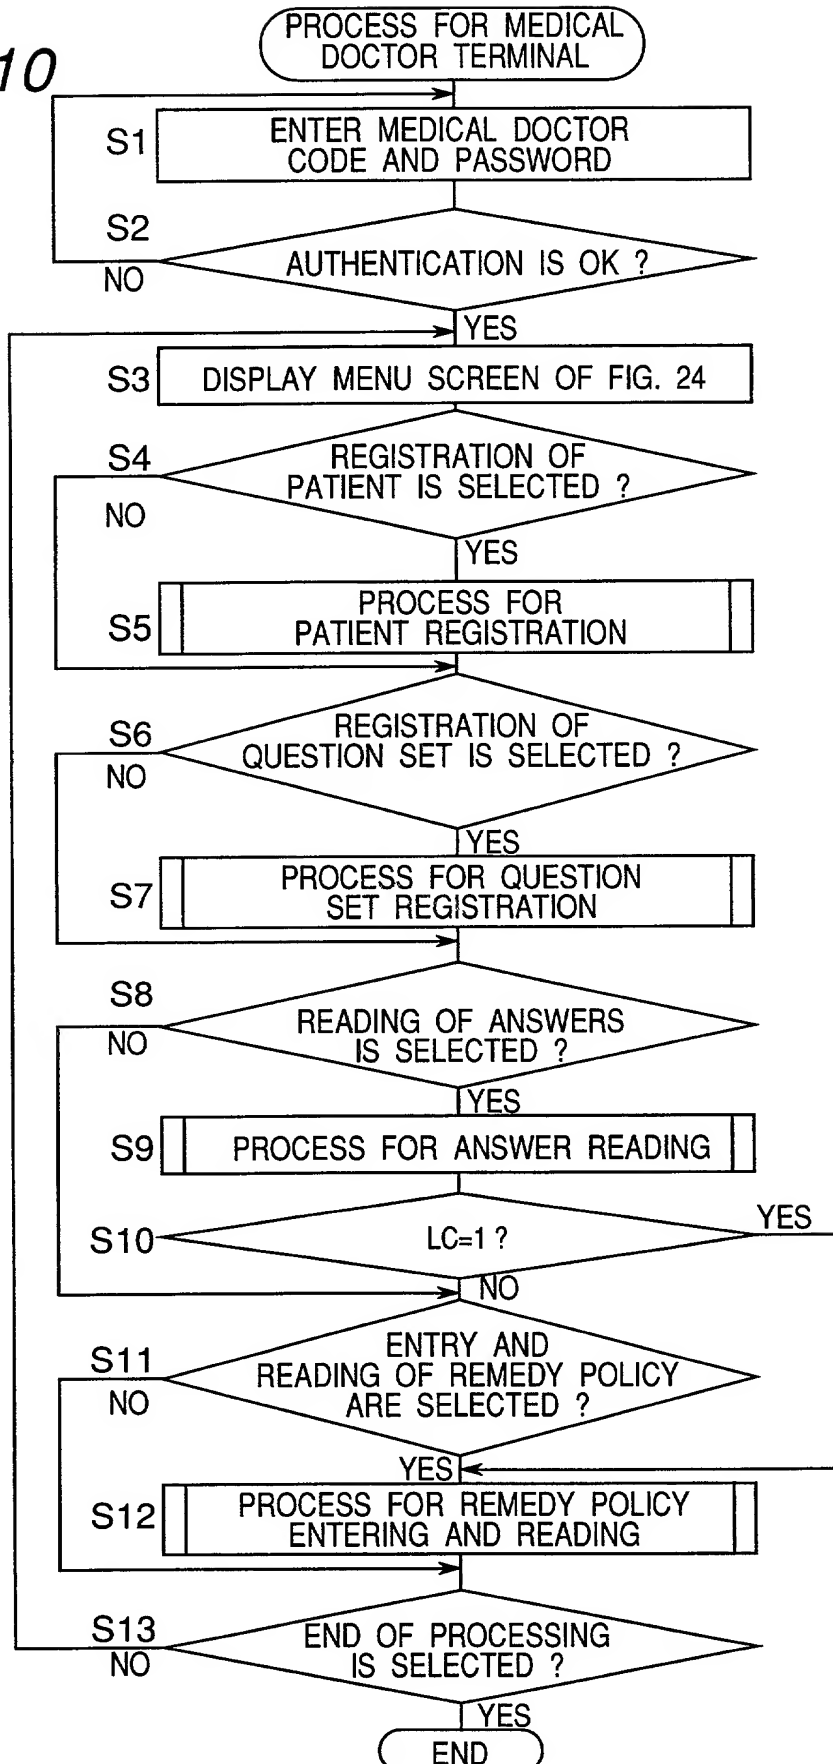 PROCESS FOR MEDICAL
DOCTOR TERMINAL
10
S1
ENTER MEDICAL DOCTOR
CODE AND PASSWORD
S2
AUTHENTICATION IS OK ?
NO
YES
S3
DISPLAY MENU SCREEN OF FIG. 24
S4
REGISTRATION OF
PATIENT IS SELECTED ?
NO
YES
S5
PROCESS FOR
PATIENT REGISTRATION
S6
REGISTRATION OF
QUESTION SET IS SELECTED ?
NO
YES
S7
PROCESS FOR QUESTION
SET REGISTRATION
S8
READING OF ANSWERS
IS SELECTED ?
NO
YES
S9
PROCESS FOR ANSWER READING
S10
LC=1 ?
YES
NO
S11
ENTRY AND
READING OF REMEDY POLICY
ARE SELECTED ?
NO
YES
S12
PROCESS FOR REMEDY POLICY
ENTERING AND READING
S13
END OF PROCESSING
IS SELECTED ?
NO
YES
END